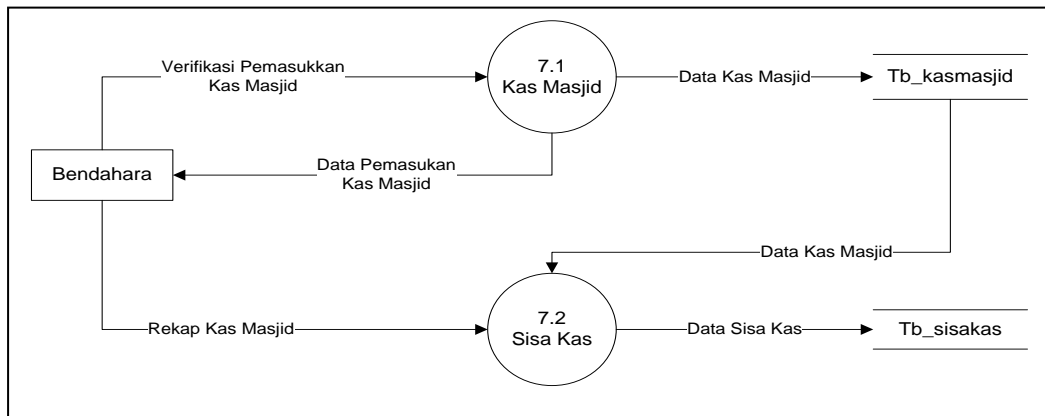 Verifikasi Pemasukkan
Kas Masjid
7.1
Kas Masjid
Data Kas Masjid
Tb_kasmasjid
Bendahara
Data Pemasukan
Kas Masjid
Data Kas Masjid
Rekap Kas Masjid
7.2
Sisa Kas
Data Sisa Kas
Tb_sisakas